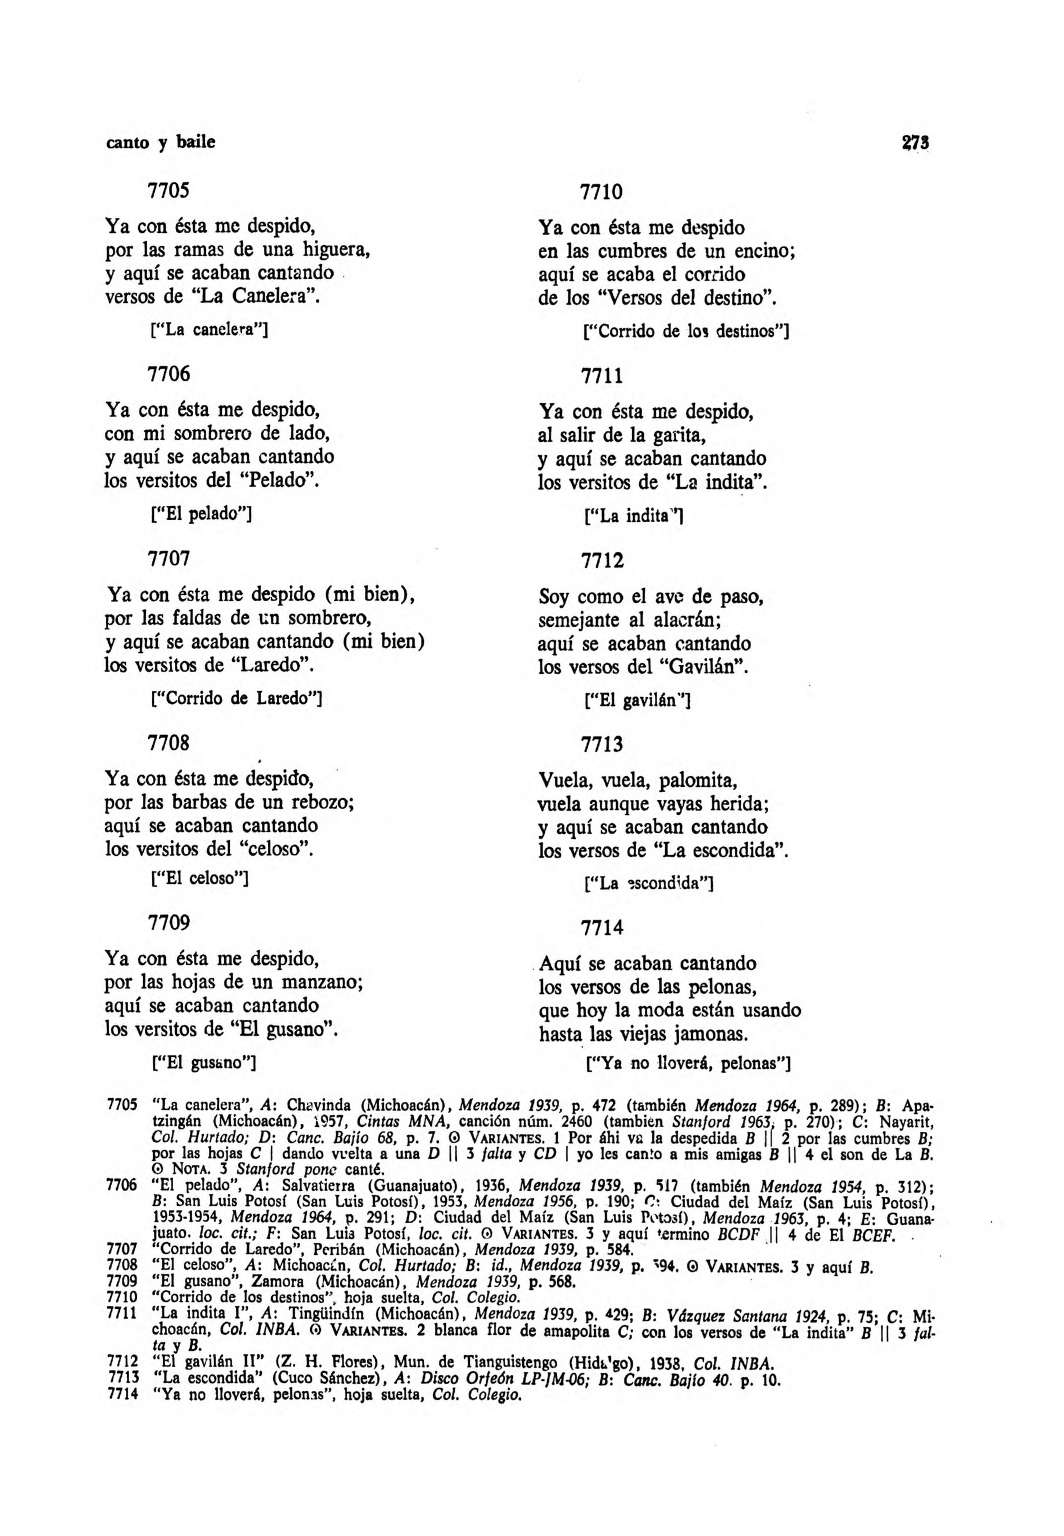 canto y baile 273
7705
Ya con ésta me despido,
por las ramas de una higuera,
y aquí se acaban cantando
versos de “La Canelera”.
[“La canelera”]
7706
Ya con ésta me despido,
con mi sombrero de lado,
y aquí se acaban cantando
los versitos del “Pelado”.
[“El pelado”]
7707
Ya con ésta me despido (mi bien),
por las faldas de un sombrero,
y aquí se acaban cantando (mi bien)
los versitos de “Laredo”.
[“Corrido de Laredo”]
7708
Ya con ésta me despido,
por las barbas de un rebozo;
aquí se acaban cantando
los versitos del “celoso”.
[“El celoso”]
7709
Ya con ésta me despido,
por las hojas de un manzano;
aquí se acaban cantando
los versitos de “El gusano”.
[“El gusano”]
7710
Ya con ésta me despido
en las cumbres de un encino;
aquí se acaba el corrido
de los “Versos del destino”.
[“Corrido de los destinos”]
7711
Ya con ésta me despido,
al salir de la garita,
y aquí se acaban cantando
los versitos de “La indita”.
[“La indita”]
7712
Soy como el ave de paso,
semejante al alacrán;
aquí se acaban cantando
los versos del “Gavilán”.
[“El gavilán”]
7713
Vuela, vuela, palomita,
vuela aunque vayas herida;
y aquí se acaban cantando
los versos de “La escondida”.
[“La escondida”]
7714
Aquí se acaban cantando
los versos de las pelonas,
que hoy la moda están usando
hasta las viejas jamonas.
[“Ya no lloverá, pelonas”]
7705 “La canelera”, A: Chavinda (Michoacán), Mendoza 1939, p. 472 (también Mendoza 1964, p. 289); B: Apa-
tzingán (Michoacán), 1957, Cintas MNA, canción núm. 2460 (tambien Stanford 1963, p. 270); C: Nayarit,
Col. Hurtado; D: Canc. Bajío 68, p. 7. ⊙ VARIANTES. 1 Por áhi va la despedida B || 2 por las cumbres B;
por las hojas C | dando vuelta a una D || 3 falta y CD | yo les canto a mis amigas B || 4 el son de La B.
⊙ NOTA. 3 Stanford pone canté.
7706 “El pelado”, A: Salvatierra (Guanajuato), 1936, Mendoza 1939, p. 517 (también Mendoza 1954, p. 312);
B: San Luis Potosí (San Luis Potosí), 1953, Mendoza 1956, p. 190; C: Ciudad del Maíz (San Luis Potosí),
1953-1954, Mendoza 1964, p. 291; D: Ciudad del Maíz (San Luis Potosí), Mendoza 1963, p. 4; E: Guana-
juato. loc. cit.; F: San Luis Potosí, loc. cit. ⊙ VARIANTES. 3 y aquí termino BCDF || 4 de El BCEF.
7707 “Corrido de Laredo”, Peribán (Michoacán), Mendoza 1939, p. 584.
7708 “El celoso”, A: Michoacán, Col. Hurtado; B: id., Mendoza 1939, p. 594. ⊙ VARIANTES. 3 y aquí B.
7709 “El gusano”, Zamora (Michoacán), Mendoza 1939, p. 568.
7710 “Corrido de los destinos”, hoja suelta, Col. Colegio.
7711 “La indita I”, A: Tingüindín (Michoacán), Mendoza 1939, p. 429; B: Vázquez Santana 1924, p. 75; C: Mi-
choacán, Col. INBA. ⊙ VARIANTES. 2 blanca flor de amapolita C; con los versos de “La indita” B || 3 fal-
ta y B.
7712 “El gavilán II” (Z. H. Flores), Mun. de Tianguistengo (Hidalgo), 1938, Col. INBA.
7713 “La escondida” (Cuco Sánchez), A: Disco Orfeón LP-JM-06; B: Canc. Bajío 40. p. 10.
7714 “Ya no lloverá, pelonas”, hoja suelta, Col. Colegio.